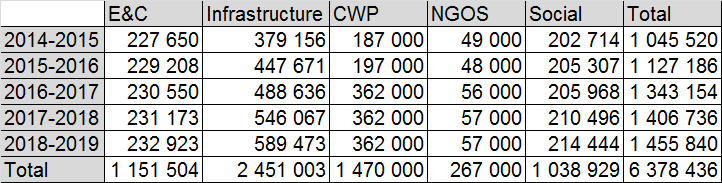 E&C Infrastructure CWP NGOS Social Total
2014-2015 227 650 379 156 187 000 49 000 202 714 1 045 520
2015-2016 229 208 447 671 197 000 48 000 205 307 1 127 186
2016-2017 230 550 488 636 362 000 56 000 205 968 1 343 154
2017-2018 231 173 546 067 362 000 57 000 210 496 1 406 736
2018-2019 232 923 589 473 362 000 57 000 214 444 1 455 840
Total 1 151 504 2 451 003 1 470 000 267 000 1 038 929 6 378 436